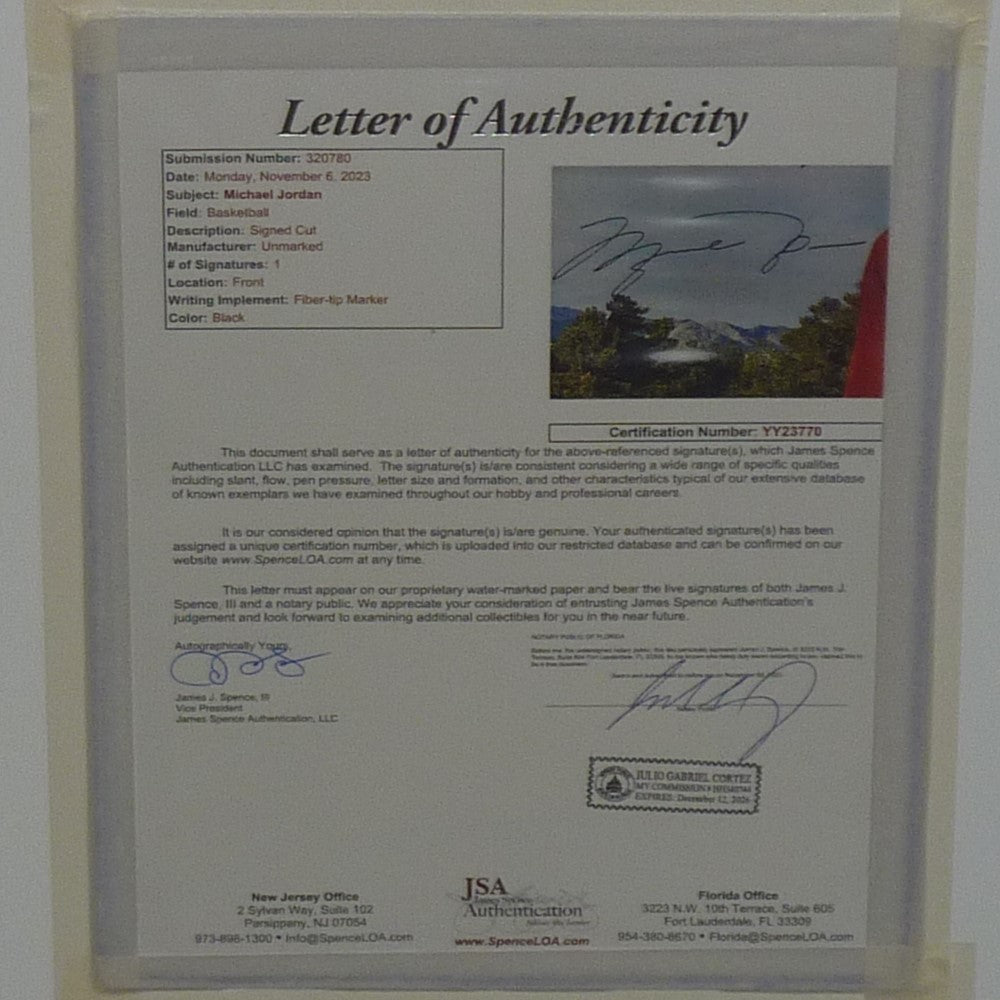 Letter of Authenticity
Submission Number: 320780
Date: Monday, November 6, 2023
Subject: Michael Jordan
Field: Basketball
Description: Signed Cut
Manufacturer: Unmarked
# of Signatures: 1
Location: Front
Writing Implement: Fiber-tip Marker
Color: Black
Certification Number: YY23770
This document shall serve as a letter of authenticity for the above-referenced signature(s), which James Spence
Authentication LLC has examined. The signature(s) is/are consistent considering a wide range of specific qualities
including slant, flow, pen pressure, letter size and formation, and other characteristics typical of our extensive database
of known exemplars we have examined throughout our hobby and professional careers.
It is our considered opinion that the signature(s) is/are genuine. Your authenticated signature(s) has been
assigned a unique certification number, which is uploaded into our restricted database and can be confirmed on our
website www.SpenceLOA.com at any time.
This letter must appear on our proprietary water-marked paper and bear the live signatures of both James J.
Spence, III and a notary public. We appreciate your consideration of entrusting James Spence Authentication's
judgement and look forward to examining additional collectibles for you in the near future.
Autographically Yours,
James J. Spence, III
Vice President
James Spence Authentication, LLC
NOTARY PUBLIC OF FLORIDA
JULIO GABRIEL CORTEZ
MY COMMISSION #
EXPIRES: December 12, 2026
New Jersey Office
2 Sylvan Way, Suite 102
Parsippany, NJ 07054
973-898-1300 • Info@SpenceLOA.com
JSA
James Spence
Authentication
www.SpenceLOA.com
Florida Office
3223 N.W. 10th Terrace, Suite 605
Fort Lauderdale, FL 33309
954-380-8670 • Florida@SpenceLOA.com